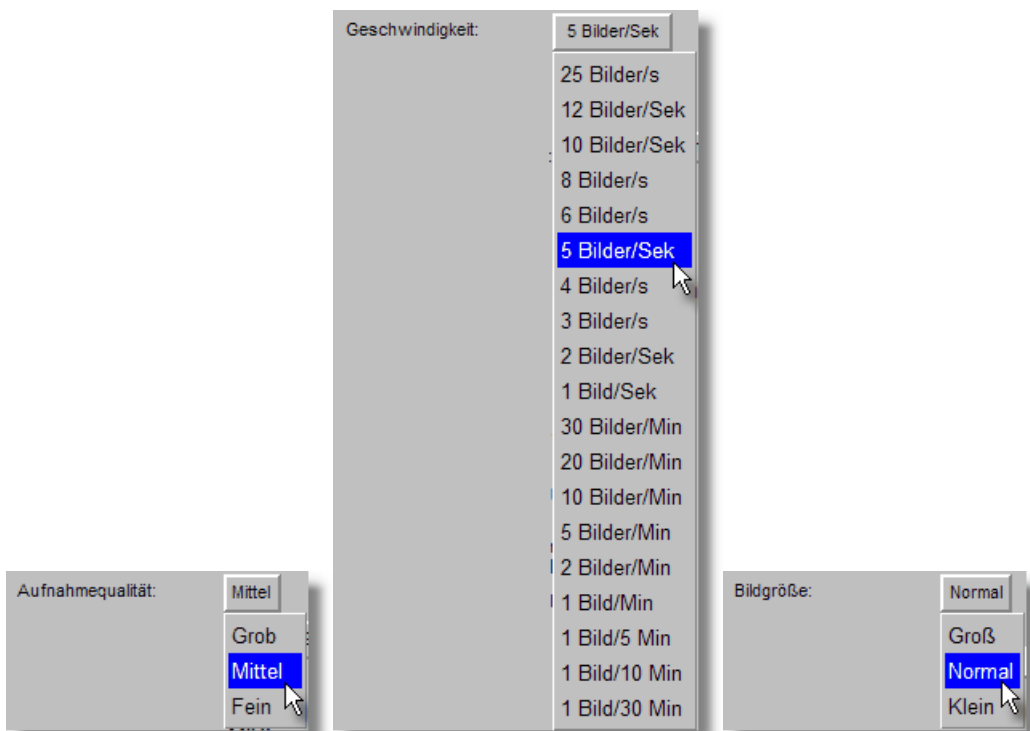 Geschwindigkeit: 5 Bilder/Sek
25 Bilder/s
12 Bilder/Sek
10 Bilder/Sek
8 Bilder/s
6 Bilder/s
5 Bilder/Sek
4 Bilder/s
3 Bilder/s
2 Bilder/Sek
1 Bild/Sek
30 Bilder/Min
20 Bilder/Min
10 Bilder/Min
5 Bilder/Min
2 Bilder/Min
1 Bild/Min
1 Bild/5 Min
1 Bild/10 Min
1 Bild/30 Min
Aufnahmequalität: Mittel
Grob
Mittel
Fein
Bildgröße: Normal
Groß
Normal
Klein